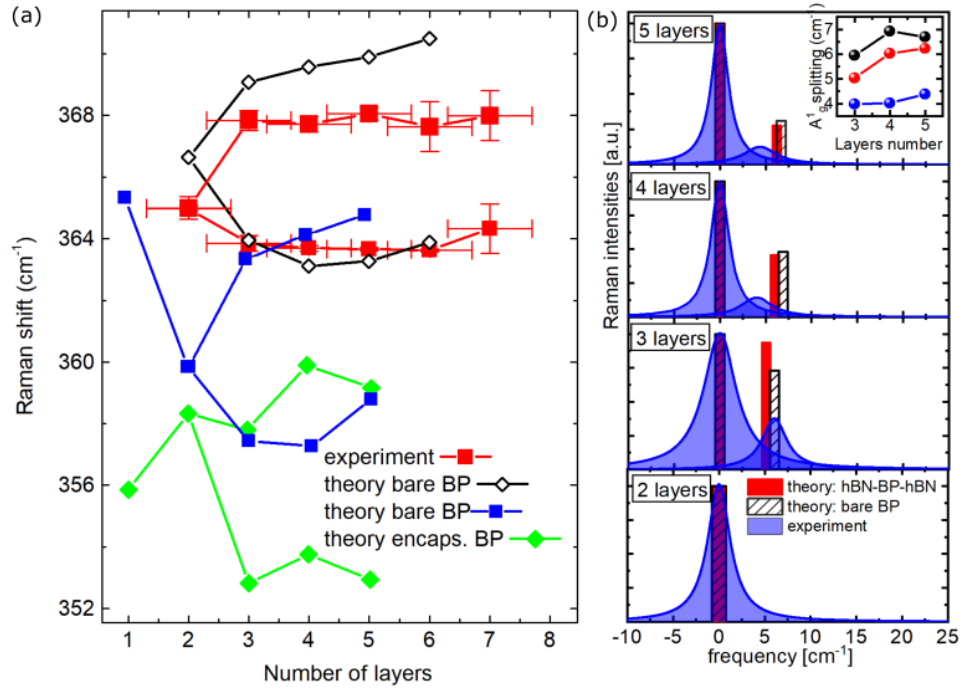 (a)
368
364
360
356
352
Raman shift (cm-1)
experiment
theory bare BP
theory bare BP
theory encaps. BP
1 2 3 4 5 6 7 8
Number of layers
(b)
5 layers
A1g splitting (cm-1)
7
6
5
4
3 4 5
Layers number
4 layers
3 layers
2 layers
theory: hBN-BP-hBN
theory: bare BP
experiment
Raman intensities [a.u.]
-10 -5 0 5 10 15 20 25
frequency [cm-1]